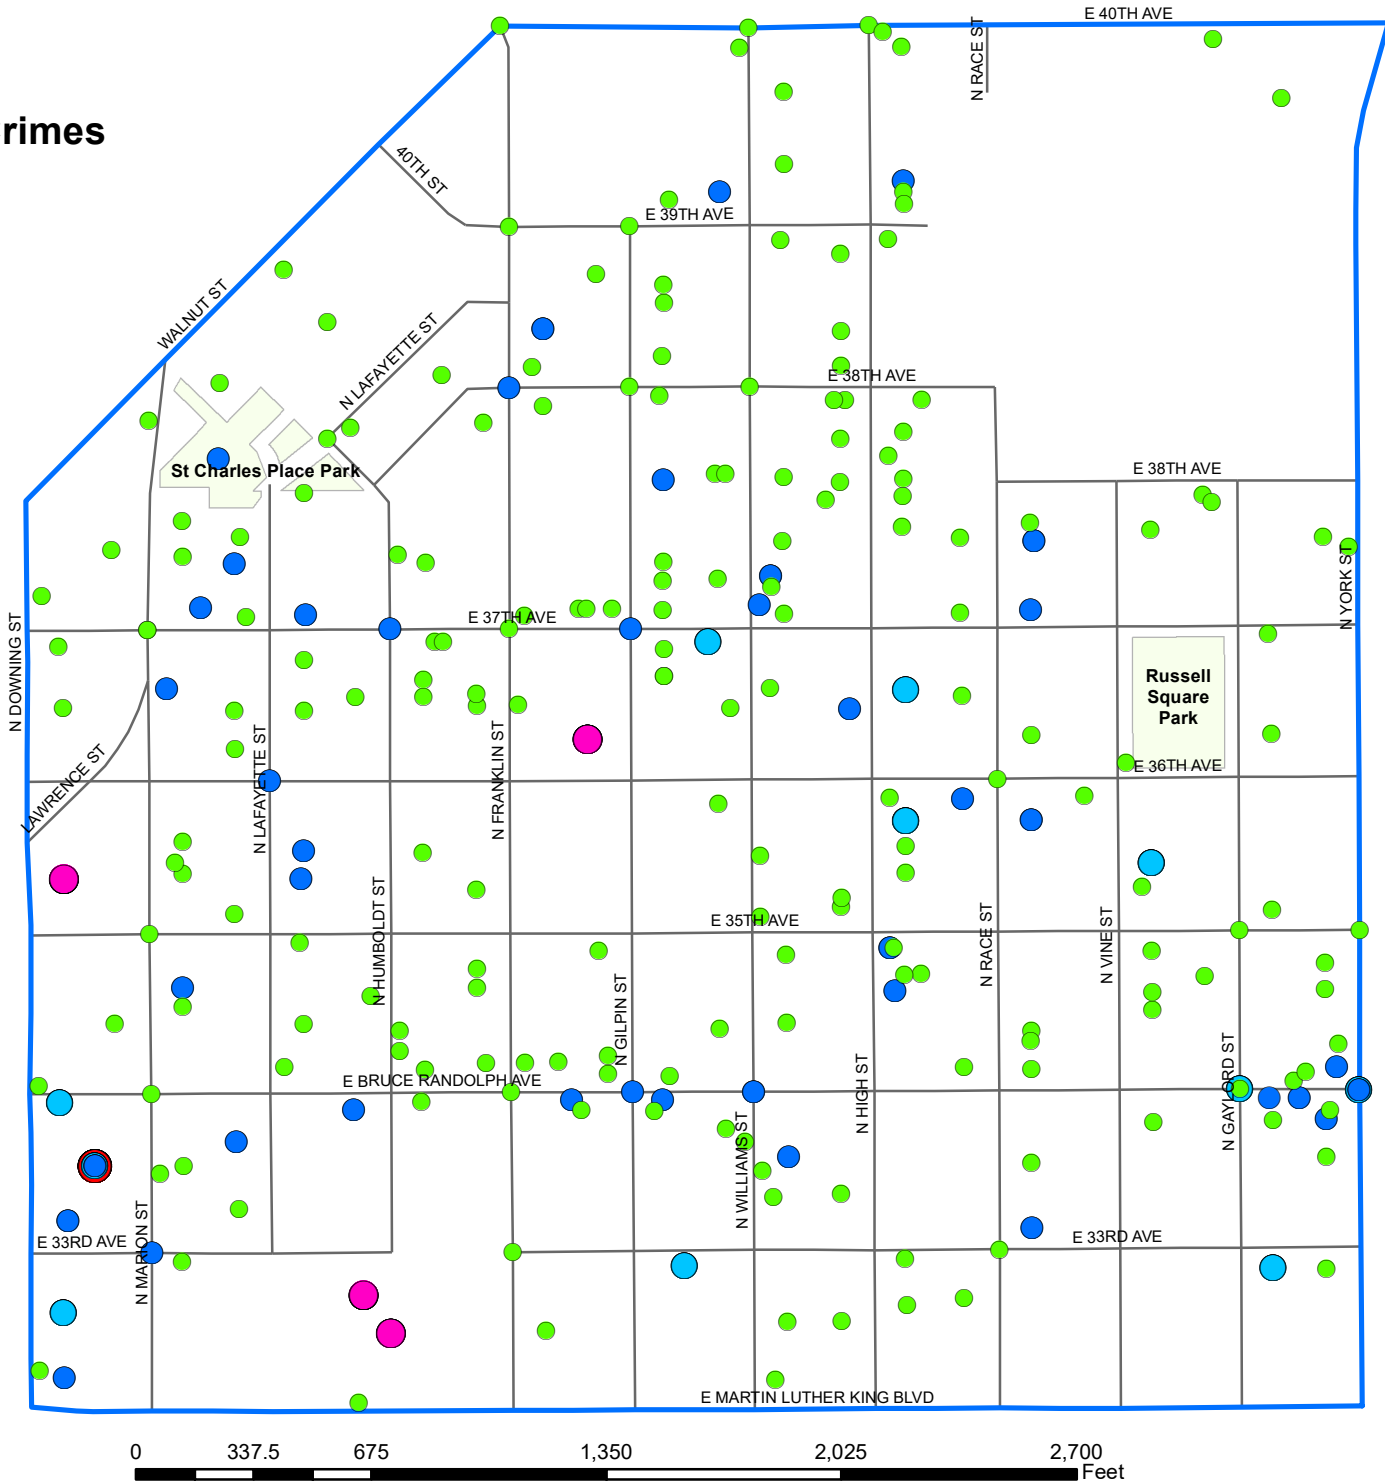 E 40TH AVE
N RACE ST
rimes
40TH ST
E 39TH AVE
WALNUT ST
N LAFAYETTE ST
E 38TH AVE
St Charles Place Park
E 38TH AVE
N YORK ST
E 37TH AVE
N DOWNING ST
Russell
Square
Park
N LAFAYETTE ST
N FRANKLIN ST
LAWRENCE ST
E 36TH AVE
N HUMBOLDT ST
E 35TH AVE
N RACE ST
N VINE ST
N GILPIN ST
E BRUCE RANDOLPH AVE
N HIGH ST
N GAYLORD ST
N WILLIAMS ST
N MARION ST
E 33RD AVE
E 33RD AVE
E MARTIN LUTHER KING BLVD
0 337.5 675 1,350 2,025 2,700
Feet